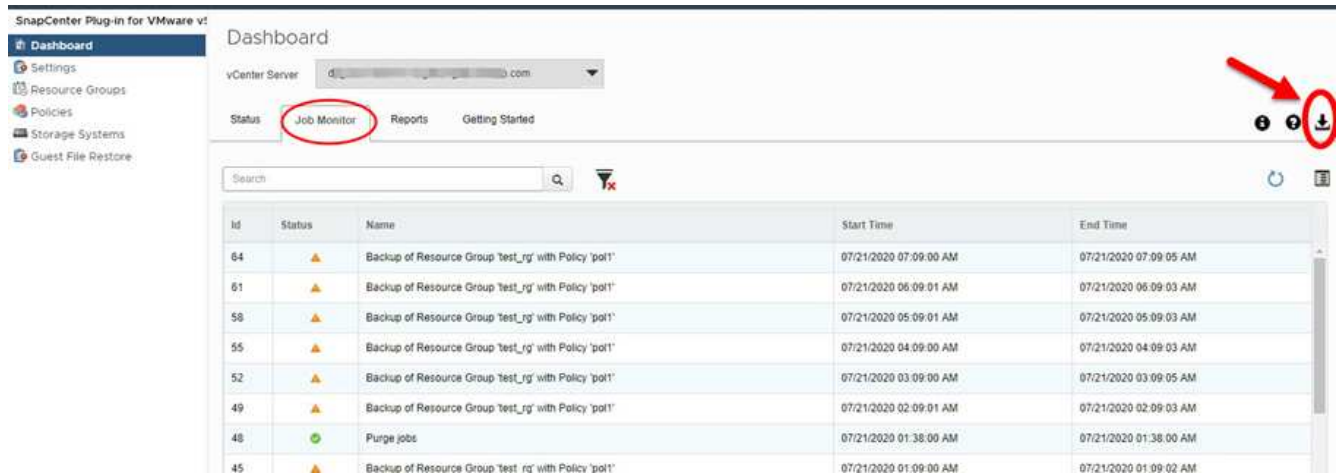 SnapCenter Plug-in for VMware vS
Dashboard
Settings
Resource Groups
Policies
Storage Systems
Guest File Restore
Dashboard
vCenter Server .com
Status Job Monitor Reports Getting Started
Search
Id Status Name Start Time End Time
64 Backup of Resource Group 'test_rg' with Policy 'pol1' 07/21/2020 07:09:00 AM 07/21/2020 07:09:05 AM
61 Backup of Resource Group 'test_rg' with Policy 'pol1' 07/21/2020 06:09:01 AM 07/21/2020 06:09:03 AM
58 Backup of Resource Group 'test_rg' with Policy 'pol1' 07/21/2020 05:09:01 AM 07/21/2020 05:09:03 AM
55 Backup of Resource Group 'test_rg' with Policy 'pol1' 07/21/2020 04:09:00 AM 07/21/2020 04:09:03 AM
52 Backup of Resource Group 'test_rg' with Policy 'pol1' 07/21/2020 03:09:00 AM 07/21/2020 03:09:05 AM
49 Backup of Resource Group 'test_rg' with Policy 'pol1' 07/21/2020 02:09:01 AM 07/21/2020 02:09:03 AM
48 Purge jobs 07/21/2020 01:38:00 AM 07/21/2020 01:38:00 AM
45 Backup of Resource Group 'test_rg' with Policy 'pol1' 07/21/2020 01:09:00 AM 07/21/2020 01:09:02 AM